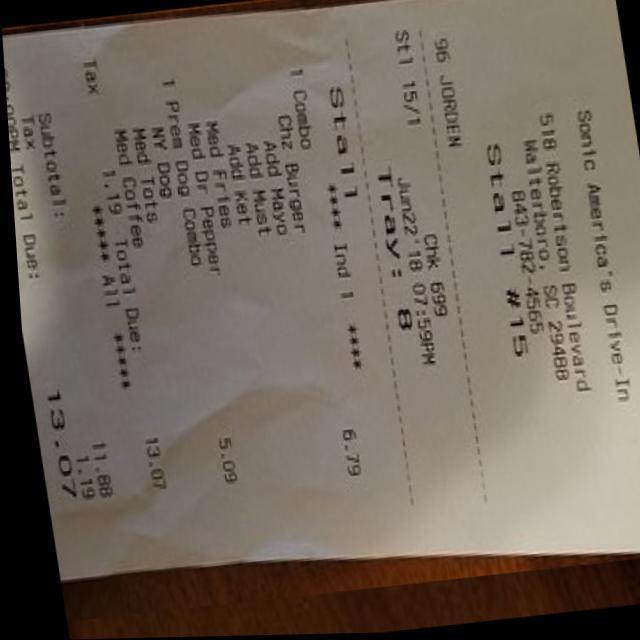 Sonic America's Drive-In
518 Robertson Boulevard
Walterboro, SC 29488
843-782-4565
Stall #15
96 JORDEN
Stl 15/1 Chk 699
Jun22'18 07:59PM
Tray: 8
Stall
**** Ind 1 ****
1 Combo 6.79
Chz Burger
Add Mayo
Add Must
Add Ket
Med Fries
Med Dr Pepper
1 Prem Dog Combo 5.09
NY Dog
Med Tots
Med Coffee
Tax 1.19 Total Due: 13.07
***** All *****
Subtotal: 11.88
Tax 1.19
Total Due: 13.07